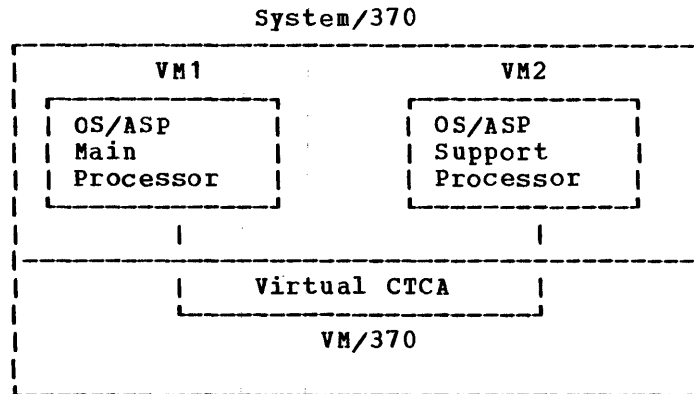 System/370
VM1 VM2
OS/ASP OS/ASP
Main Support
Processor Processor
Virtual CTCA
VM/370